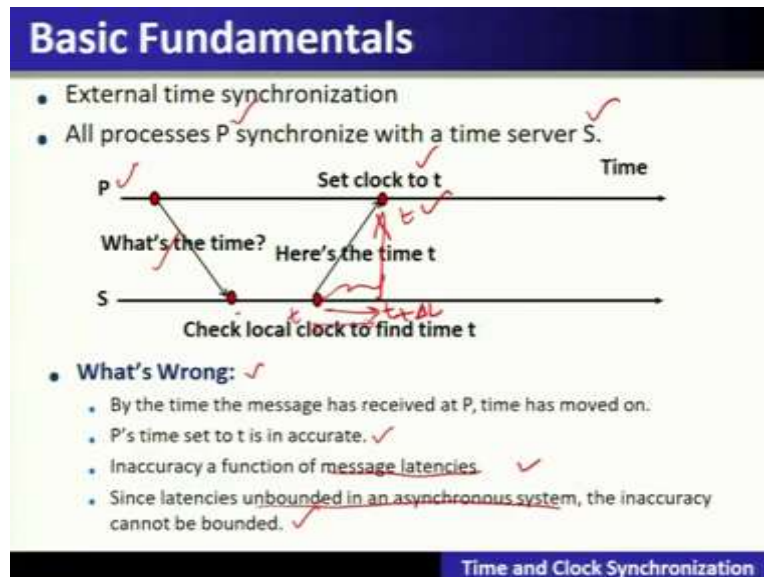 Basic Fundamentals
• External time synchronization
• All processes P synchronize with a time server S.
Time
P
Set clock to t
t
What's the time?
Here's the time t
S
t
t+ΔL
Check local clock to find time t
• What's Wrong:
• By the time the message has received at P, time has moved on.
• P's time set to t is in accurate.
• Inaccuracy a function of message latencies
• Since latencies unbounded in an asynchronous system, the inaccuracy
cannot be bounded.
Time and Clock Synchronization